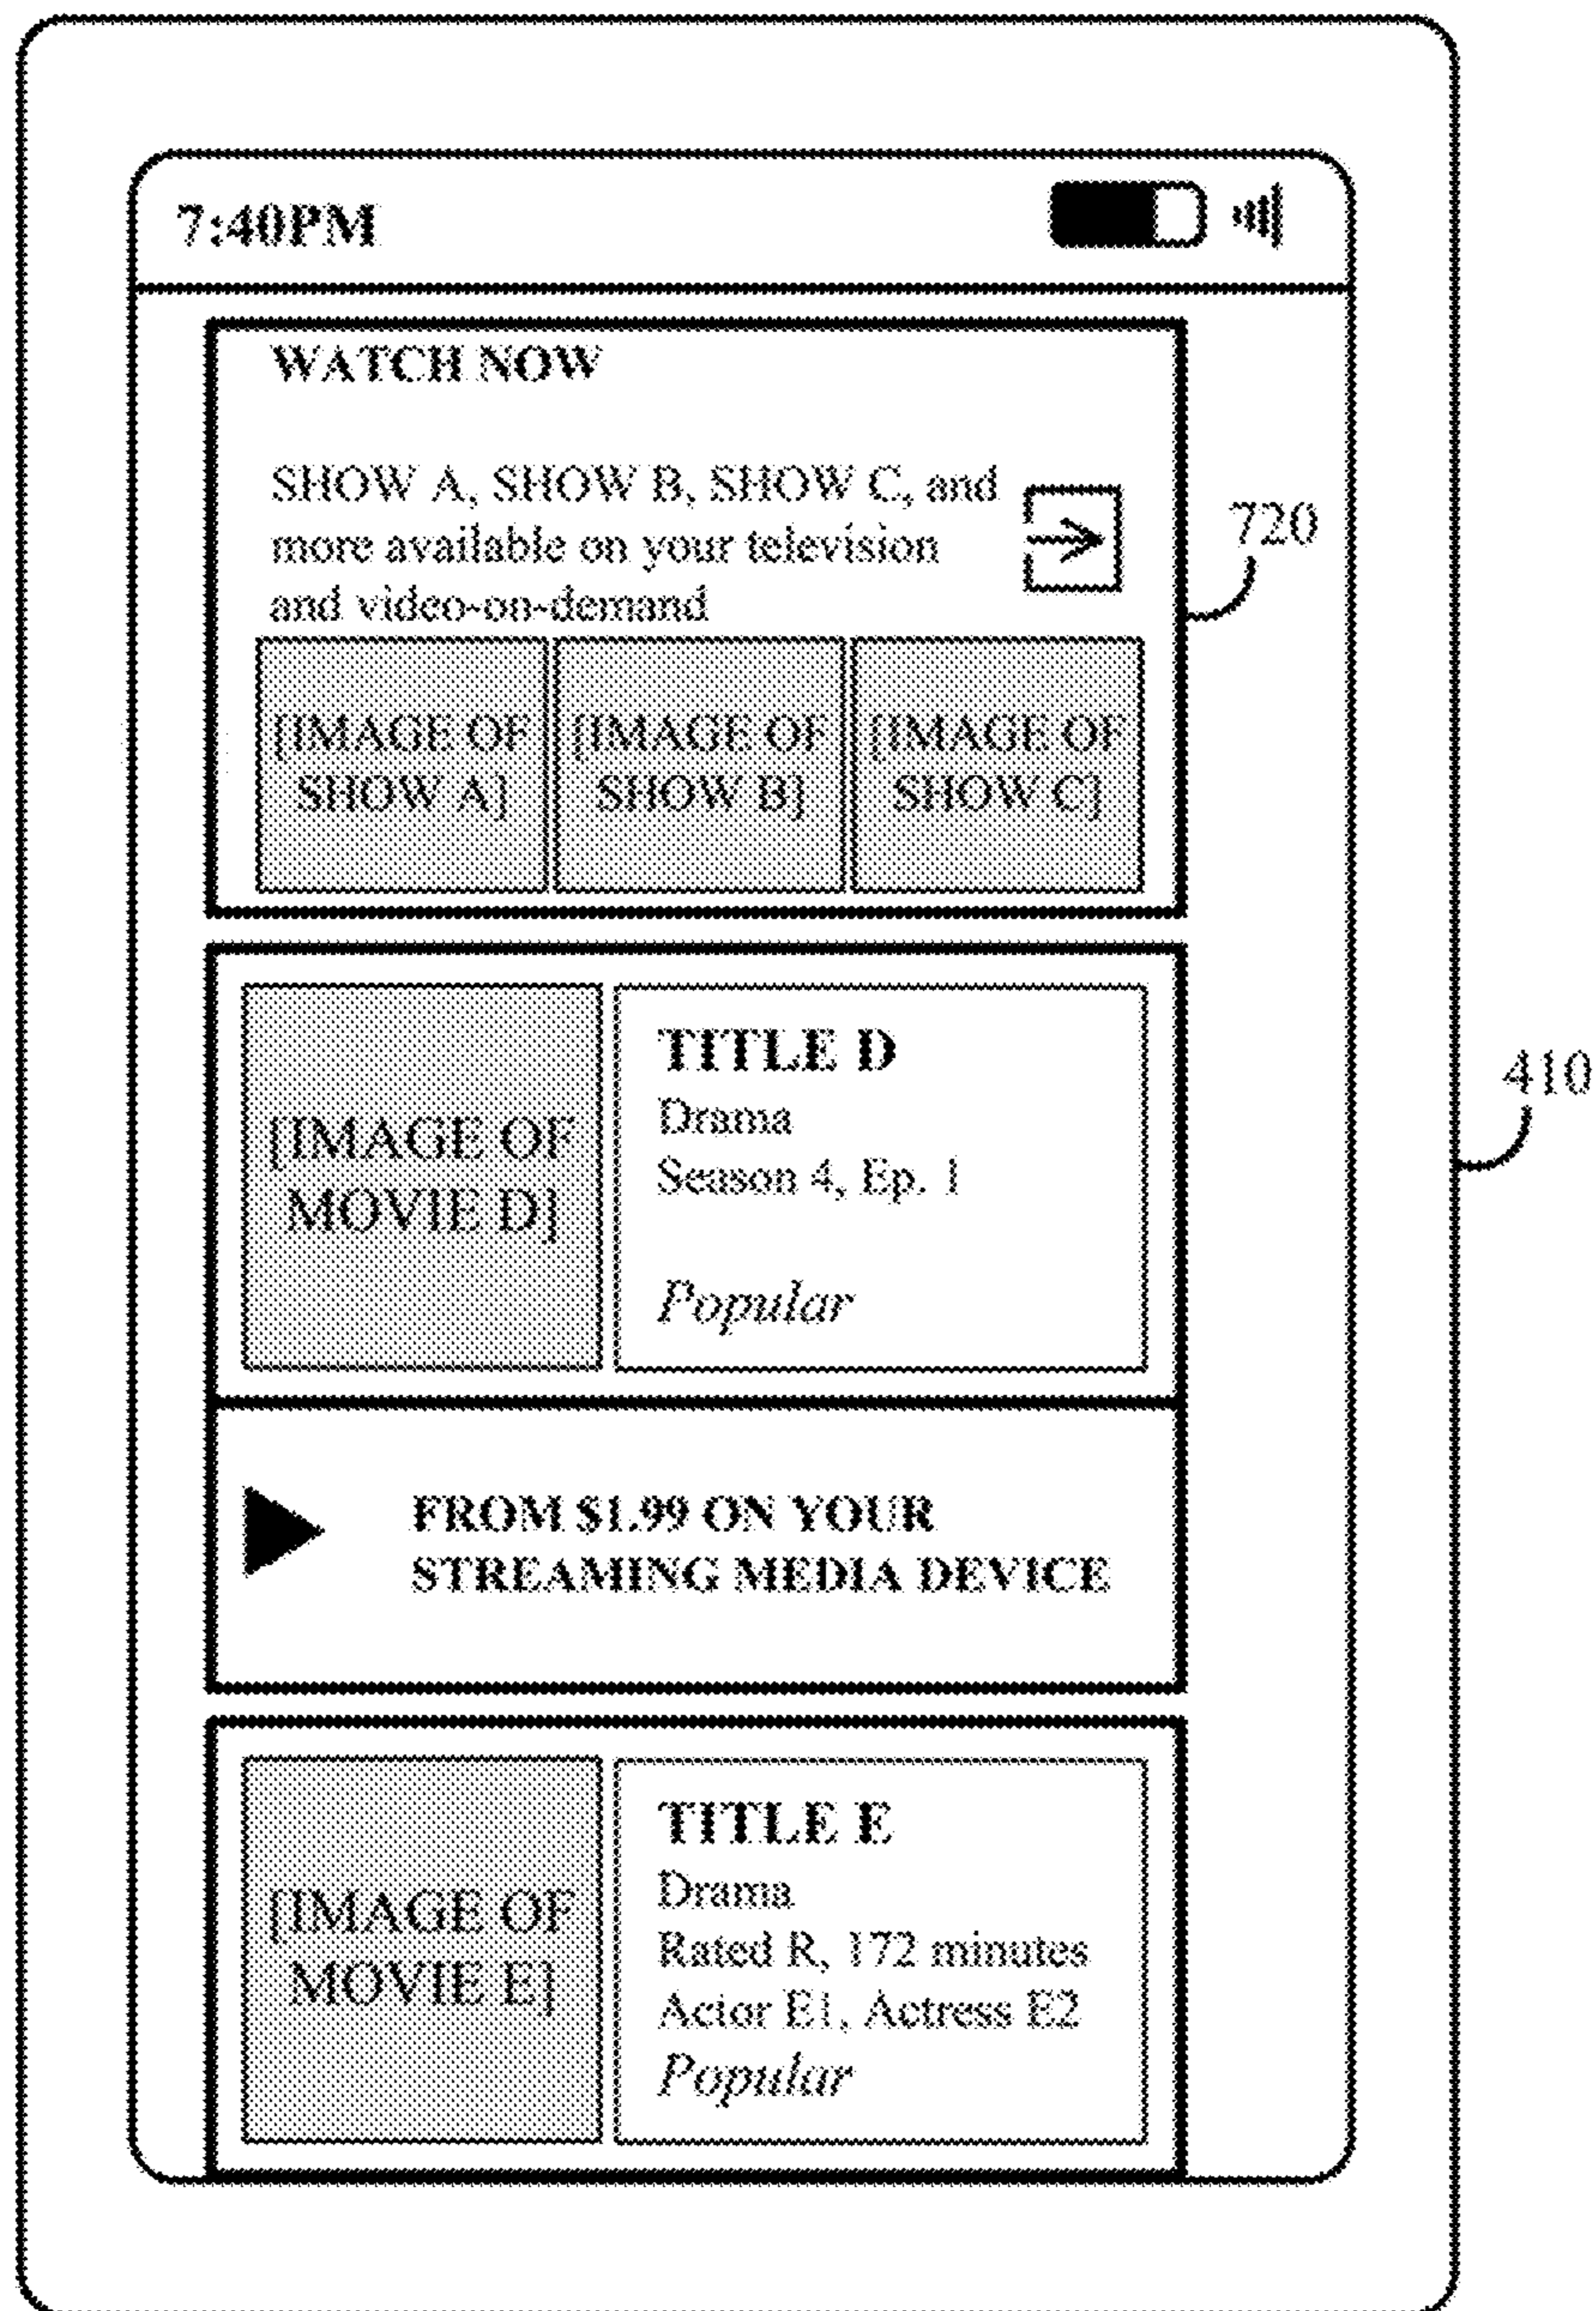 7:40PM
WATCH NOW
SHOW A, SHOW B, SHOW C, and
more available on your television
and video-on-demand
720
[IMAGE OF
SHOW A]
[IMAGE OF
SHOW B]
[IMAGE OF
SHOW C]
[IMAGE OF
MOVIE D]
TITLE D
Drama
Season 4, Ep. 1
Popular
410
FROM $1.99 ON YOUR
STREAMING MEDIA DEVICE
[IMAGE OF
MOVIE E]
TITLE E
Drama
Rated R, 172 minutes
Actor E1, Actress E2
Popular